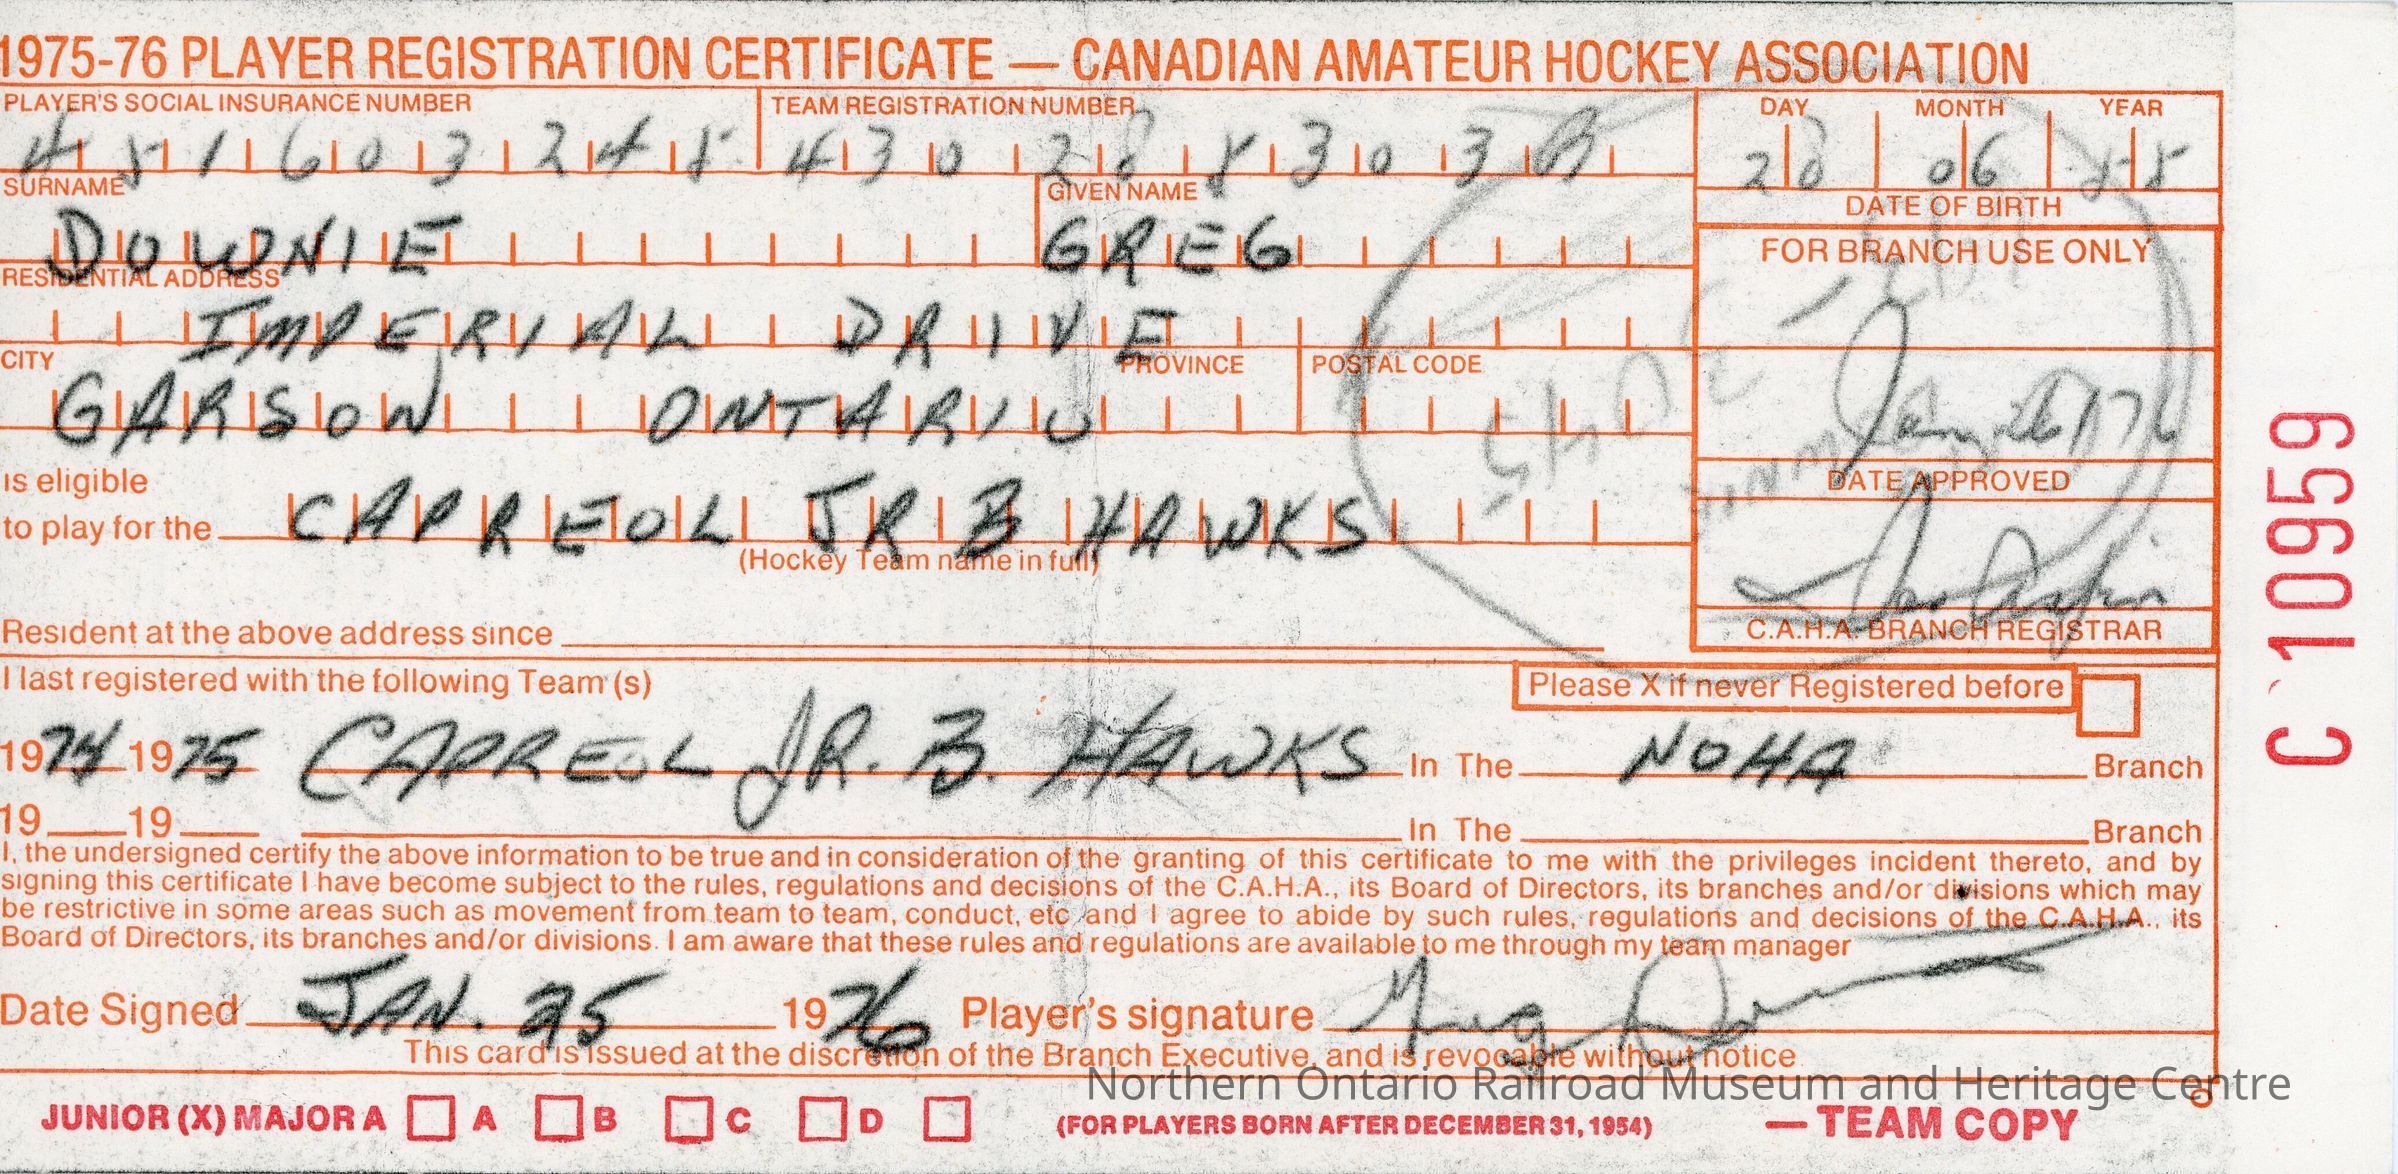 1975-76 PLAYER REGISTRATION CERTIFICATE — CANADIAN AMATEUR HOCKEY ASSOCIATION
PLAYER'S SOCIAL INSURANCE NUMBER TEAM REGISTRATION NUMBER DAY MONTH YEAR
451603245 28 06 55
SURNAME GIVEN NAME DATE OF BIRTH
DOWNIE GREG
RESIDENTIAL ADDRESS FOR BRANCH USE ONLY
IMPERIAL DRIVE
CITY PROVINCE POSTAL CODE
GARSON ONTARIO Jan 26/76
is eligible DATE APPROVED
to play for the CAPREOL JR B HAWKS
(Hockey Team name in full)
Resident at the above address since C.A.H.A. BRANCH REGISTRAR
I last registered with the following Team (s) Please X if never Registered before
1974 1975 CAPREOL JR. B. HAWKS In The NOHA Branch
19 19 In The Branch
I, the undersigned certify the above information to be true and in consideration of the granting of this certificate to me with the privileges incident thereto, and by
signing this certificate I have become subject to the rules, regulations and decisions of the C.A.H.A., its Board of Directors, its branches and/or divisions which may
be restrictive in some areas such as movement from team to team, conduct, etc and I agree to abide by such rules, regulations and decisions of the C.A.H.A., its
Board of Directors, its branches and/or divisions. I am aware that these rules and regulations are available to me through my team manager
Date Signed JAN. 25 1976 Player's signature Greg
This card is issued at the discretion of the Branch Executive, and is revocable without notice
Northern Ontario Railroad Museum and Heritage Centre
JUNIOR (X) MAJOR A A B C D (FOR PLAYERS BORN AFTER DECEMBER 31, 1954) — TEAM COPY
C 10959